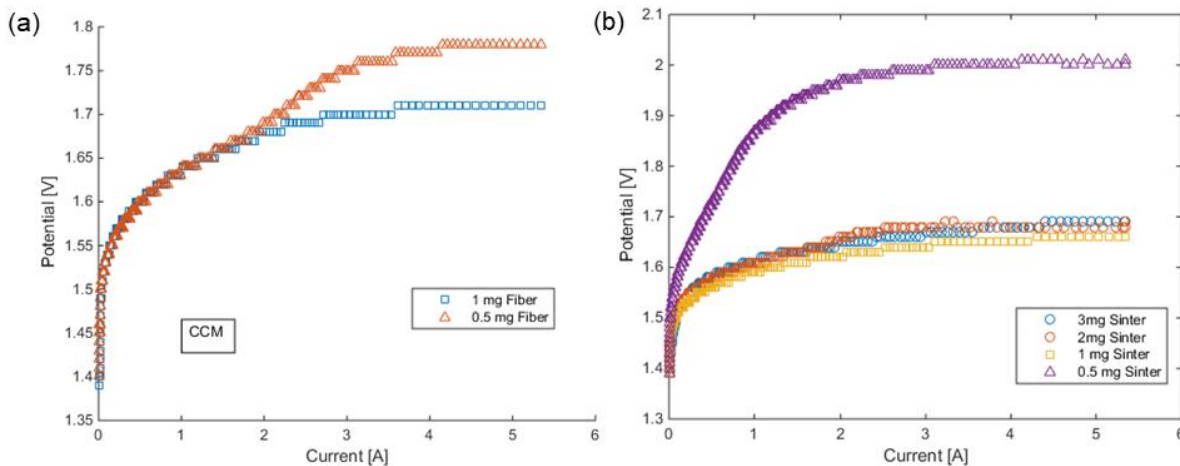 (a)
1.8
1.75
1.7
1.65
1.6
1.55
1.5
1.45
1.4
1.35
Potential [V]
0 1 2 3 4 5 6
Current [A]
1 mg Fiber
0.5 mg Fiber
CCM
(b)
2.1
2
1.9
1.8
1.7
1.6
1.5
1.4
1.3
Potential [V]
0 1 2 3 4 5 6
Current [A]
3mg Sinter
2mg Sinter
1 mg Sinter
0.5 mg Sinter